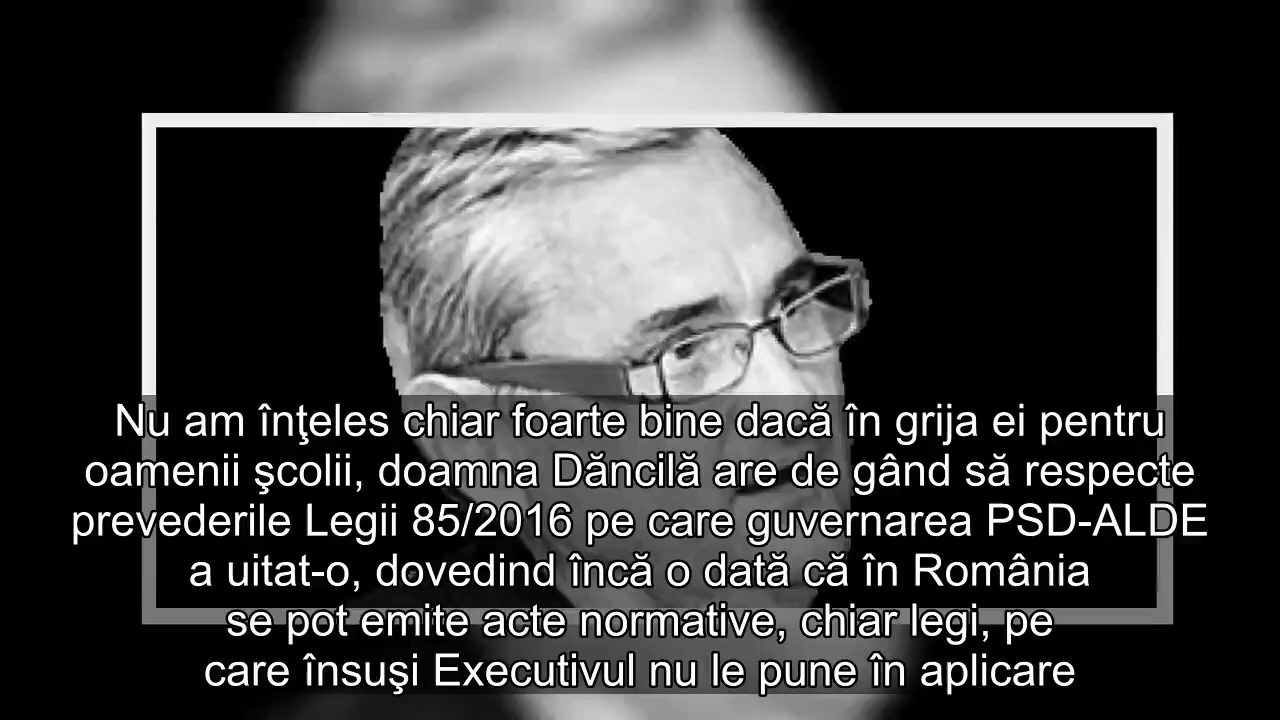 Nu am înţeles chiar foarte bine dacă în grija ei pentru
oamenii şcolii, doamna Dăncilă are de gând să respecte
prevederile Legii 85/2016 pe care guvernarea PSD-ALDE
a uitat-o, dovedind încă o dată că în România
se pot emite acte normative, chiar legi, pe
care însuşi Executivul nu le pune în aplicare